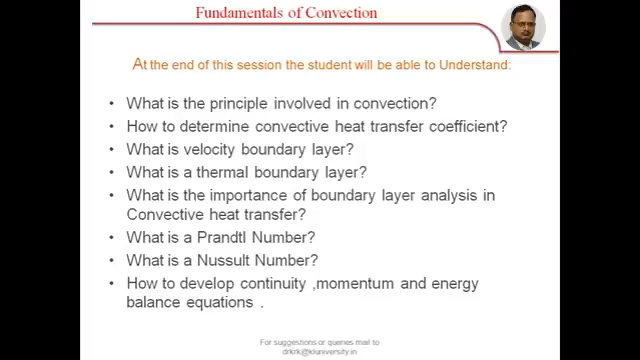 Fundamentals of Convection
At the end of this session the student will be able to Understand:
• What is the principle involved in convection?
• How to determine convective heat transfer coefficient?
• What is velocity boundary layer?
• What is a thermal boundary layer?
• What is the importance of boundary layer analysis in
Convective heat transfer?
• What is a Prandtl Number?
• What is a Nussult Number?
• How to develop continuity ,momentum and energy
balance equations .
For suggestions or queries mail to
drkrk@kluniversity.in